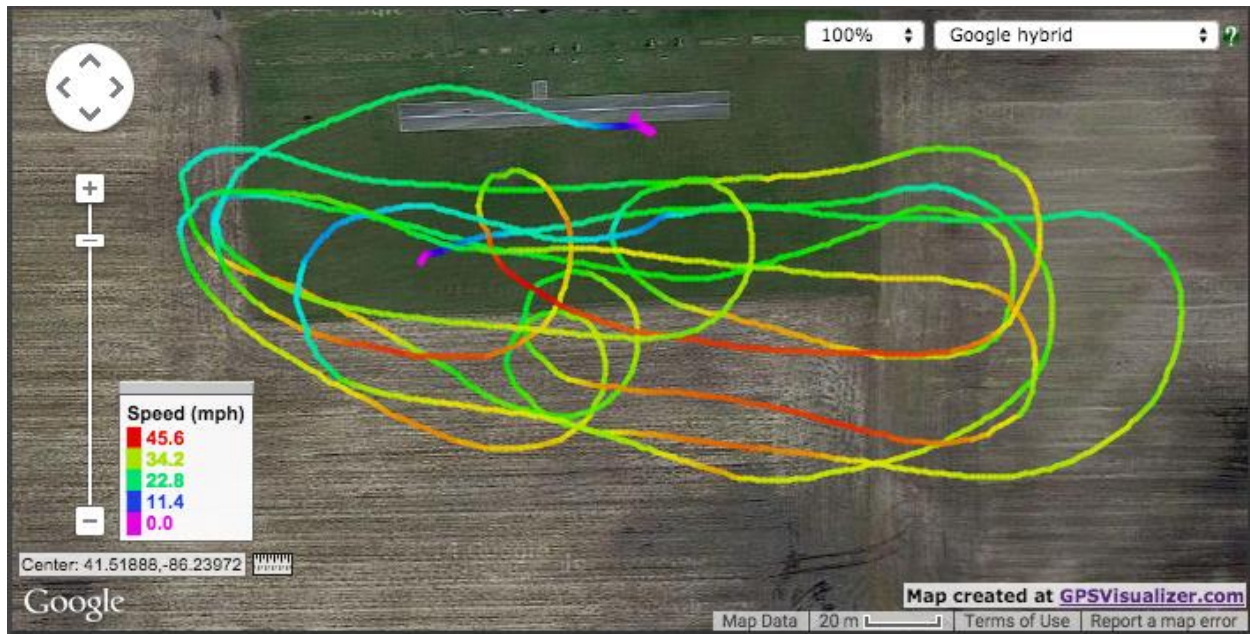 100%
Google hybrid
?
+
−
−
Speed (mph)
45.6
34.2
22.8
11.4
0.0
Center: 41.51888,-86.23972
Google
Map created at GPSVisualizer.com
Map Data
20 m
Terms of Use
Report a map error